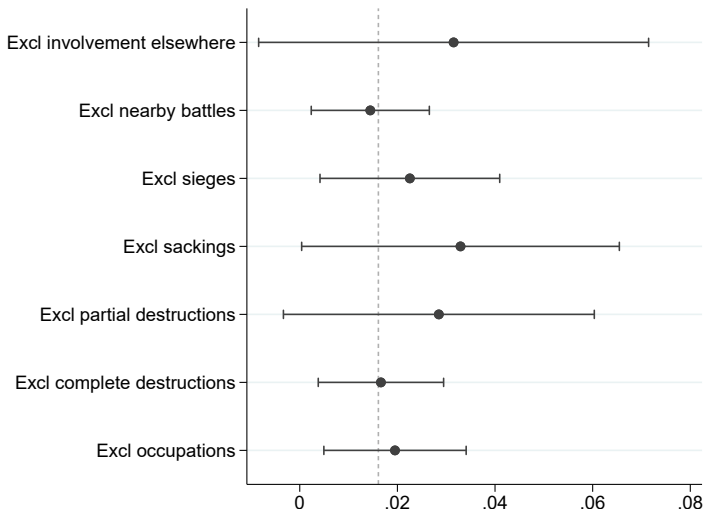 Excl involvement elsewhere
Excl nearby battles
Excl sieges
Excl sackings
Excl partial destructions
Excl complete destructions
Excl occupations
0 .02 .04 .06 .08